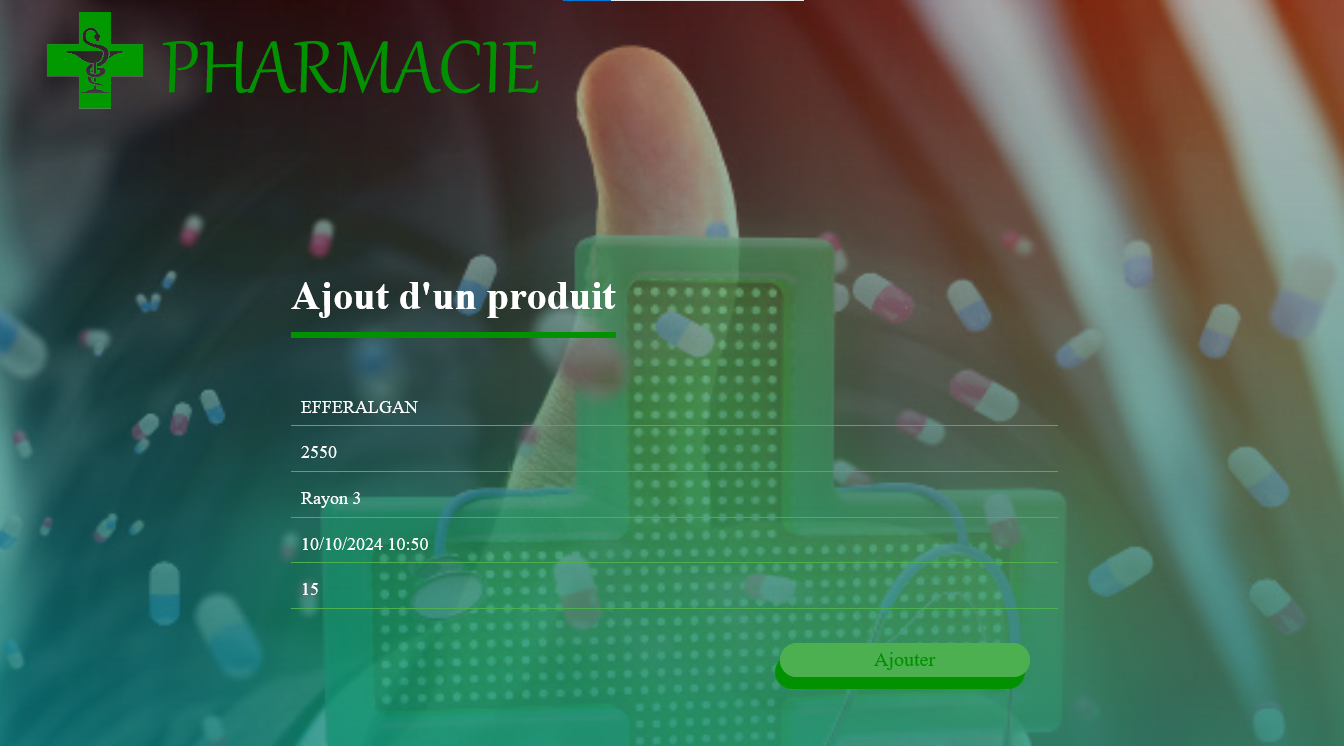 PHARMACIE
Ajout d'un produit
EFFERALGAN
2550
Rayon 3
10/10/2024 10:50
15
Ajouter